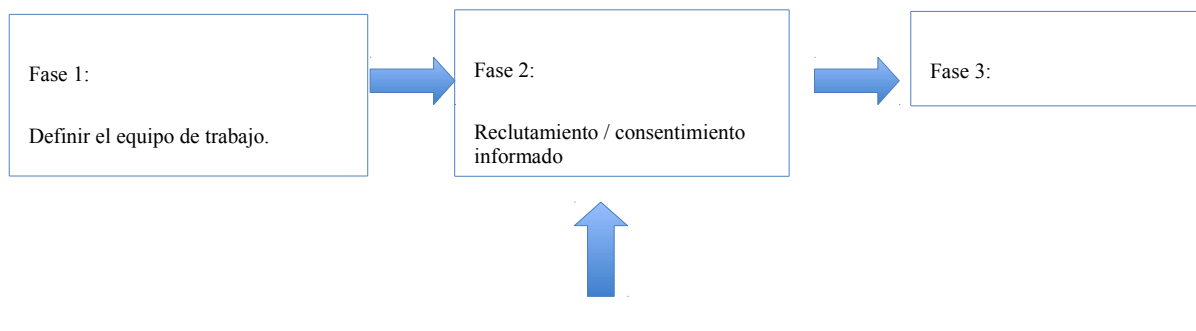 Fase 1:
Definir el equipo de trabajo.
Fase 2:
Reclutamiento / consentimiento
informado
Fase 3: